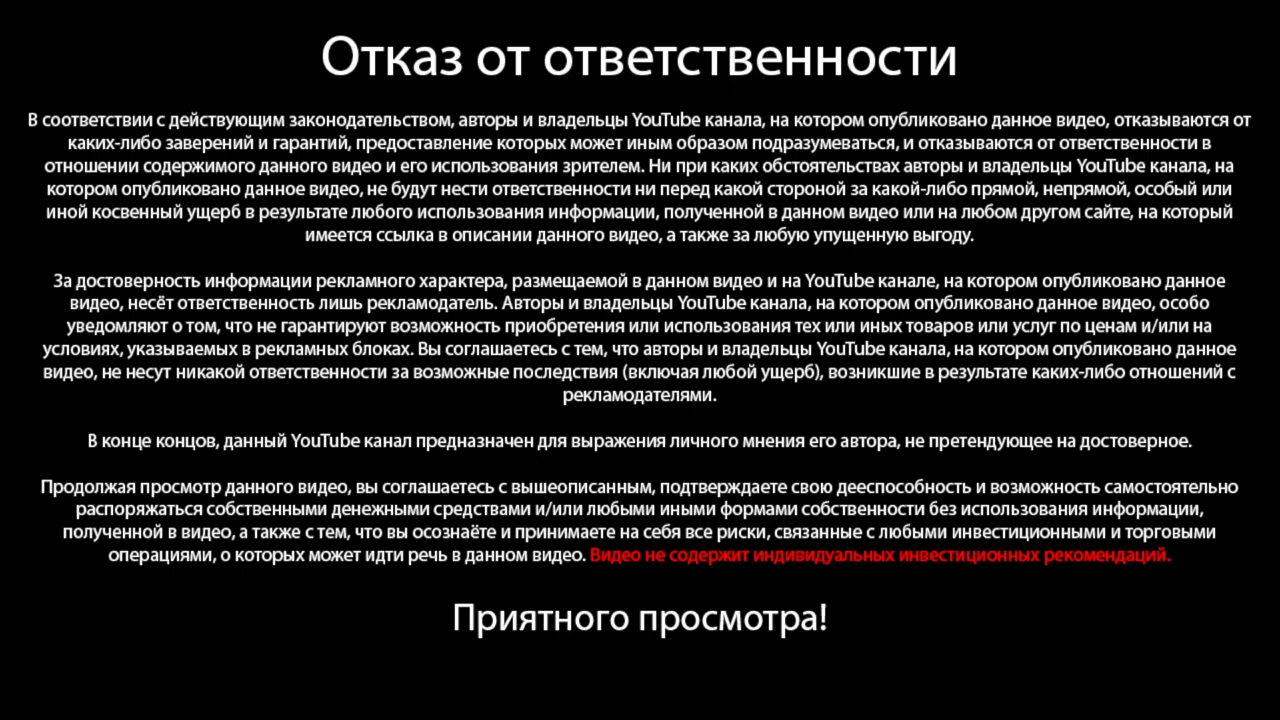 Отказ от ответственности
В соответствии с действующим законодательством, авторы и владельцы YouTube канала, на котором опубликовано данное видео, отказываются от
каких-либо заверений и гарантий, предоставление которых может иным образом подразумеваться, и отказываются от ответственности в
отношении содержимого данного видео и его использования зрителем. Ни при каких обстоятельствах авторы и владельцы YouTube канала, на
котором опубликовано данное видео, не будут нести ответственности ни перед какой стороной за какой-либо прямой, непрямой, особый или
иной косвенный ущерб в результате любого использования информации, полученной в данном видео или на любом другом сайте, на который
имеется ссылка в описании данного видео, а также за любую упущенную выгоду.
За достоверность информации рекламного характера, размещаемой в данном видео и на YouTube канале, на котором опубликовано данное
видео, несёт ответственность лишь рекламодатель. Авторы и владельцы YouTube канала, на котором опубликовано данное видео, особо
уведомляют о том, что не гарантируют возможность приобретения или использования тех или иных товаров или услуг по ценам и/или на
условиях, указываемых в рекламных блоках. Вы соглашаетесь с тем, что авторы и владельцы YouTube канала, на котором опубликовано данное
видео, не несут никакой ответственности за возможные последствия (включая любой ущерб), возникшие в результате каких-либо отношений с
рекламодателями.
В конце концов, данный YouTube канал предназначен для выражения личного мнения его автора, не претендующее на достоверное.
Продолжая просмотр данного видео, вы соглашаетесь с вышеописанным, подтверждаете свою дееспособность и возможность самостоятельно
распоряжаться собственными денежными средствами и/или любыми иными формами собственности без использования информации,
полученной в видео, а также с тем, что вы осознаёте и принимаете на себя все риски, связанные с любыми инвестиционными и торговыми
операциями, о которых может идти речь в данном видео. Видео не содержит индивидуальных инвестиционных рекомендаций.
Приятного просмотра!